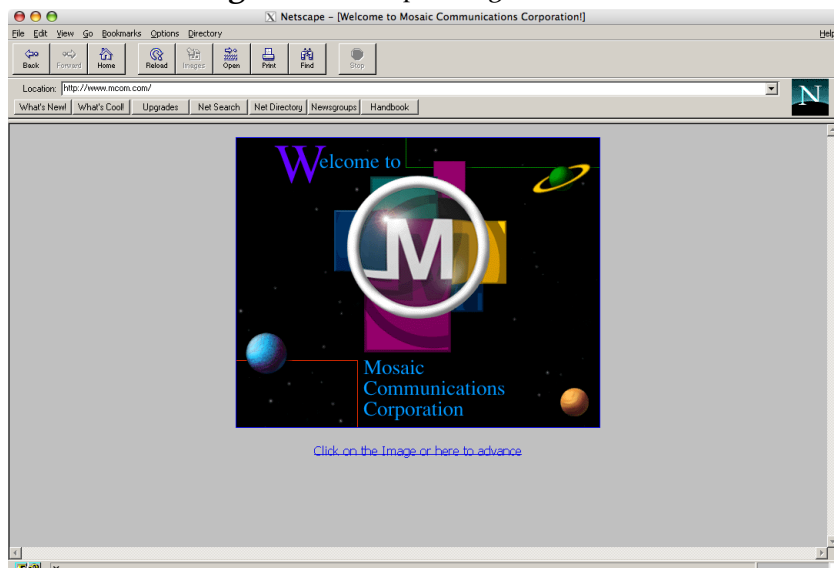 Netscape - [Welcome to Mosaic Communications Corporation!]
File Edit View Go Bookmarks Options Directory Help
Back Forward Home Reload Images Open Print Find Stop
Location: http://www.mcom.com/
What's New! What's Cool! Upgrades Net Search Net Directory Newsgroups Handbook
N
Welcome to
M
Mosaic
Communications
Corporation
Click on the Image or here to advance